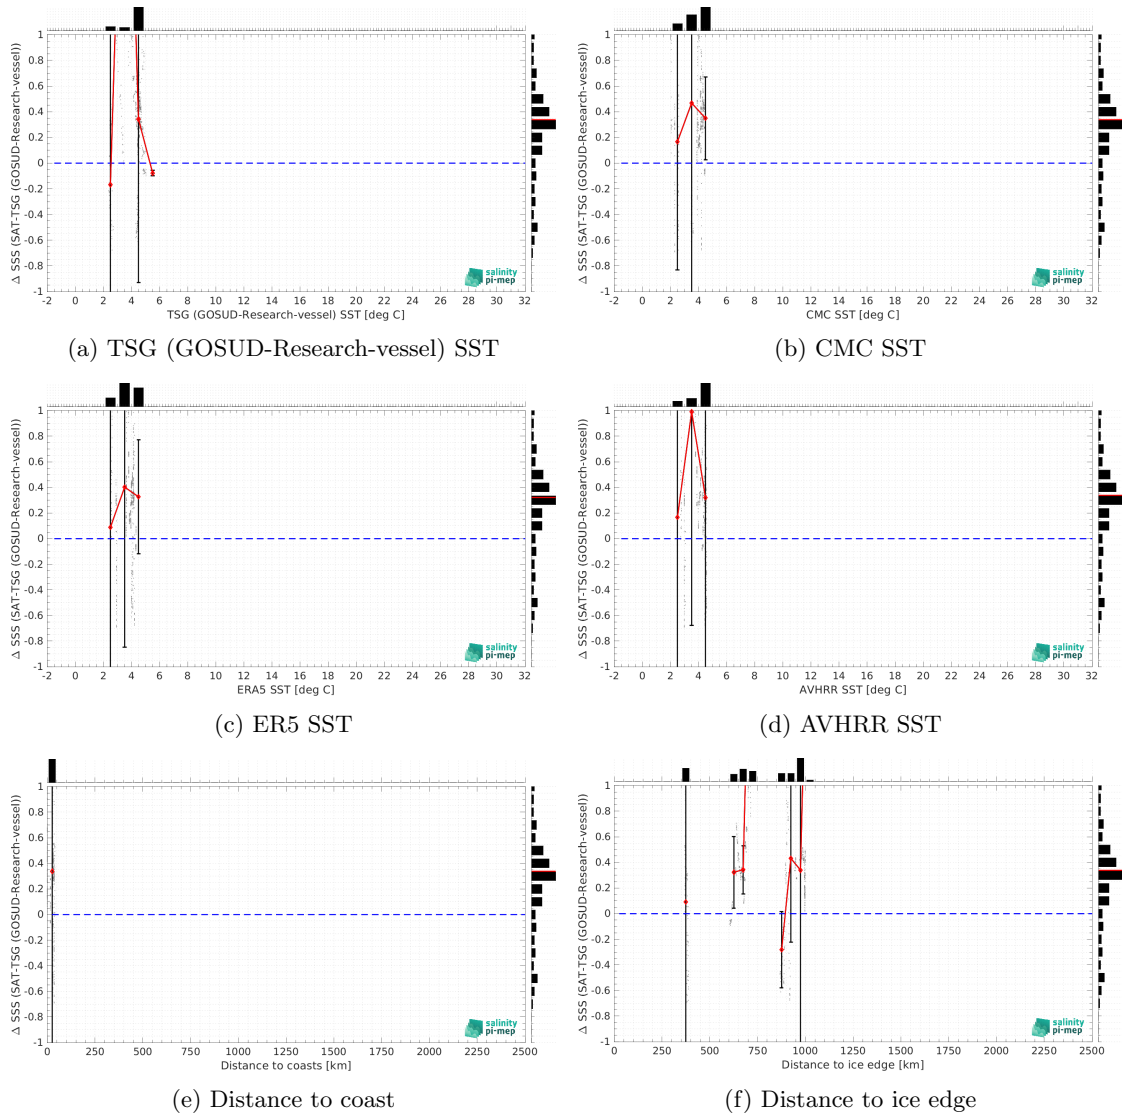 1
0.8
0.6
0.4
0.2
0
-0.2
-0.4
-0.6
-0.8
-1
Δ SSS (SAT-TSG (GOSUD-Research-vessel))
salinity
pi-mep
-2 0 2 4 6 8 10 12 14 16 18 20 22 24 26 28 30 32
TSG (GOSUD-Research-vessel) SST [deg C]
(a) TSG (GOSUD-Research-vessel) SST
1
0.8
0.6
0.4
0.2
0
-0.2
-0.4
-0.6
-0.8
-1
Δ SSS (SAT-TSG (GOSUD-Research-vessel))
salinity
pi-mep
-2 0 2 4 6 8 10 12 14 16 18 20 22 24 26 28 30 32
CMC SST [deg C]
(b) CMC SST
1
0.8
0.6
0.4
0.2
0
-0.2
-0.4
-0.6
-0.8
-1
Δ SSS (SAT-TSG (GOSUD-Research-vessel))
salinity
pi-mep
-2 0 2 4 6 8 10 12 14 16 18 20 22 24 26 28 30 32
ERA5 SST [deg C]
(c) ER5 SST
1
0.8
0.6
0.4
0.2
0
-0.2
-0.4
-0.6
-0.8
-1
Δ SSS (SAT-TSG (GOSUD-Research-vessel))
salinity
pi-mep
-2 0 2 4 6 8 10 12 14 16 18 20 22 24 26 28 30 32
AVHRR SST [deg C]
(d) AVHRR SST
1
0.8
0.6
0.4
0.2
0
-0.2
-0.4
-0.6
-0.8
-1
Δ SSS (SAT-TSG (GOSUD-Research-vessel))
salinity
pi-mep
0 250 500 750 1000 1250 1500 1750 2000 2250 2500
Distance to coasts [km]
(e) Distance to coast
1
0.8
0.6
0.4
0.2
0
-0.2
-0.4
-0.6
-0.8
-1
Δ SSS (SAT-TSG (GOSUD-Research-vessel))
salinity
pi-mep
0 250 500 750 1000 1250 1500 1750 2000 2250 2500
Distance to ice edge [km]
(f) Distance to ice edge